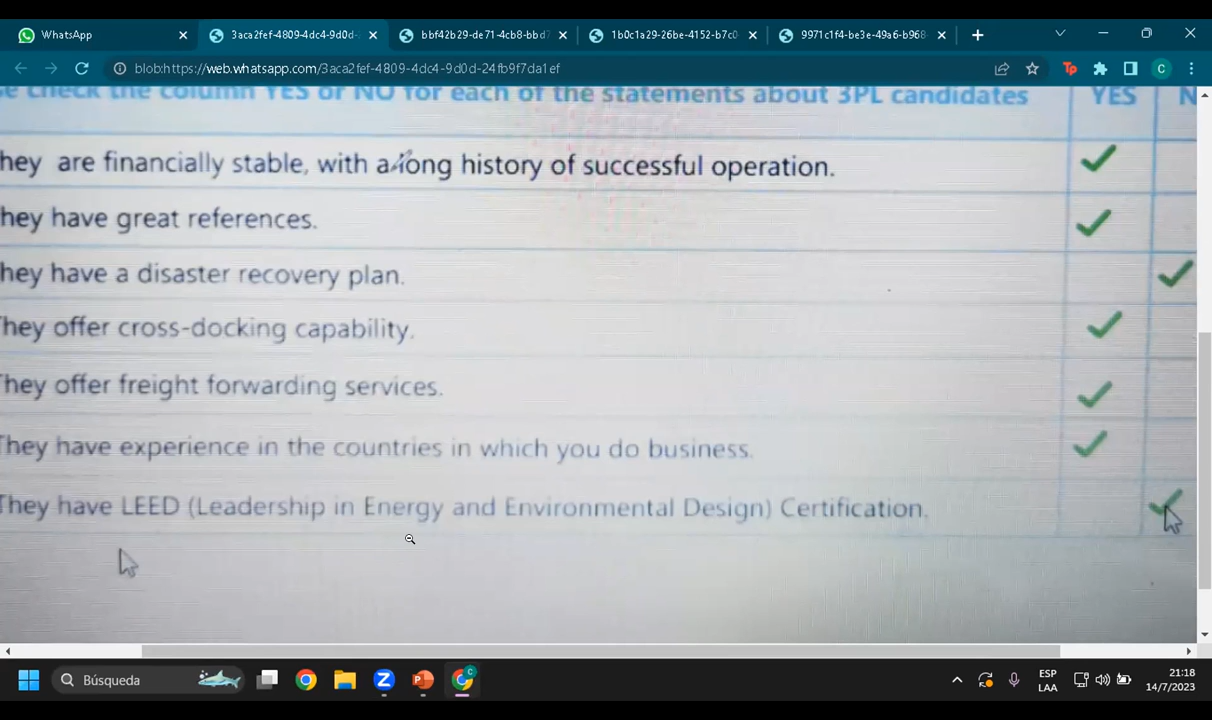 WhatsApp
3aca2fef-4809-4dc4-9d0d-
bbf42b29-de71-4cb8-bbd7
1b0c1a29-26be-4152-b7c0
9971c1f4-be3e-49a6-b968
blob:https://web.whatsapp.com/3aca2fef-4809-4dc4-9d0d-24fb9f7da1ef
C
se check the column YES or NO for each of the statements about 3PL candidates YES N
hey are financially stable, with a long history of successful operation.
hey have great references.
hey have a disaster recovery plan.
They offer cross-docking capability.
They offer freight forwarding services.
They have experience in the countries in which you do business.
They have LEED (Leadership in Energy and Environmental Design) Certification.
Búsqueda
ESP
LAA
21:18
14/7/2023